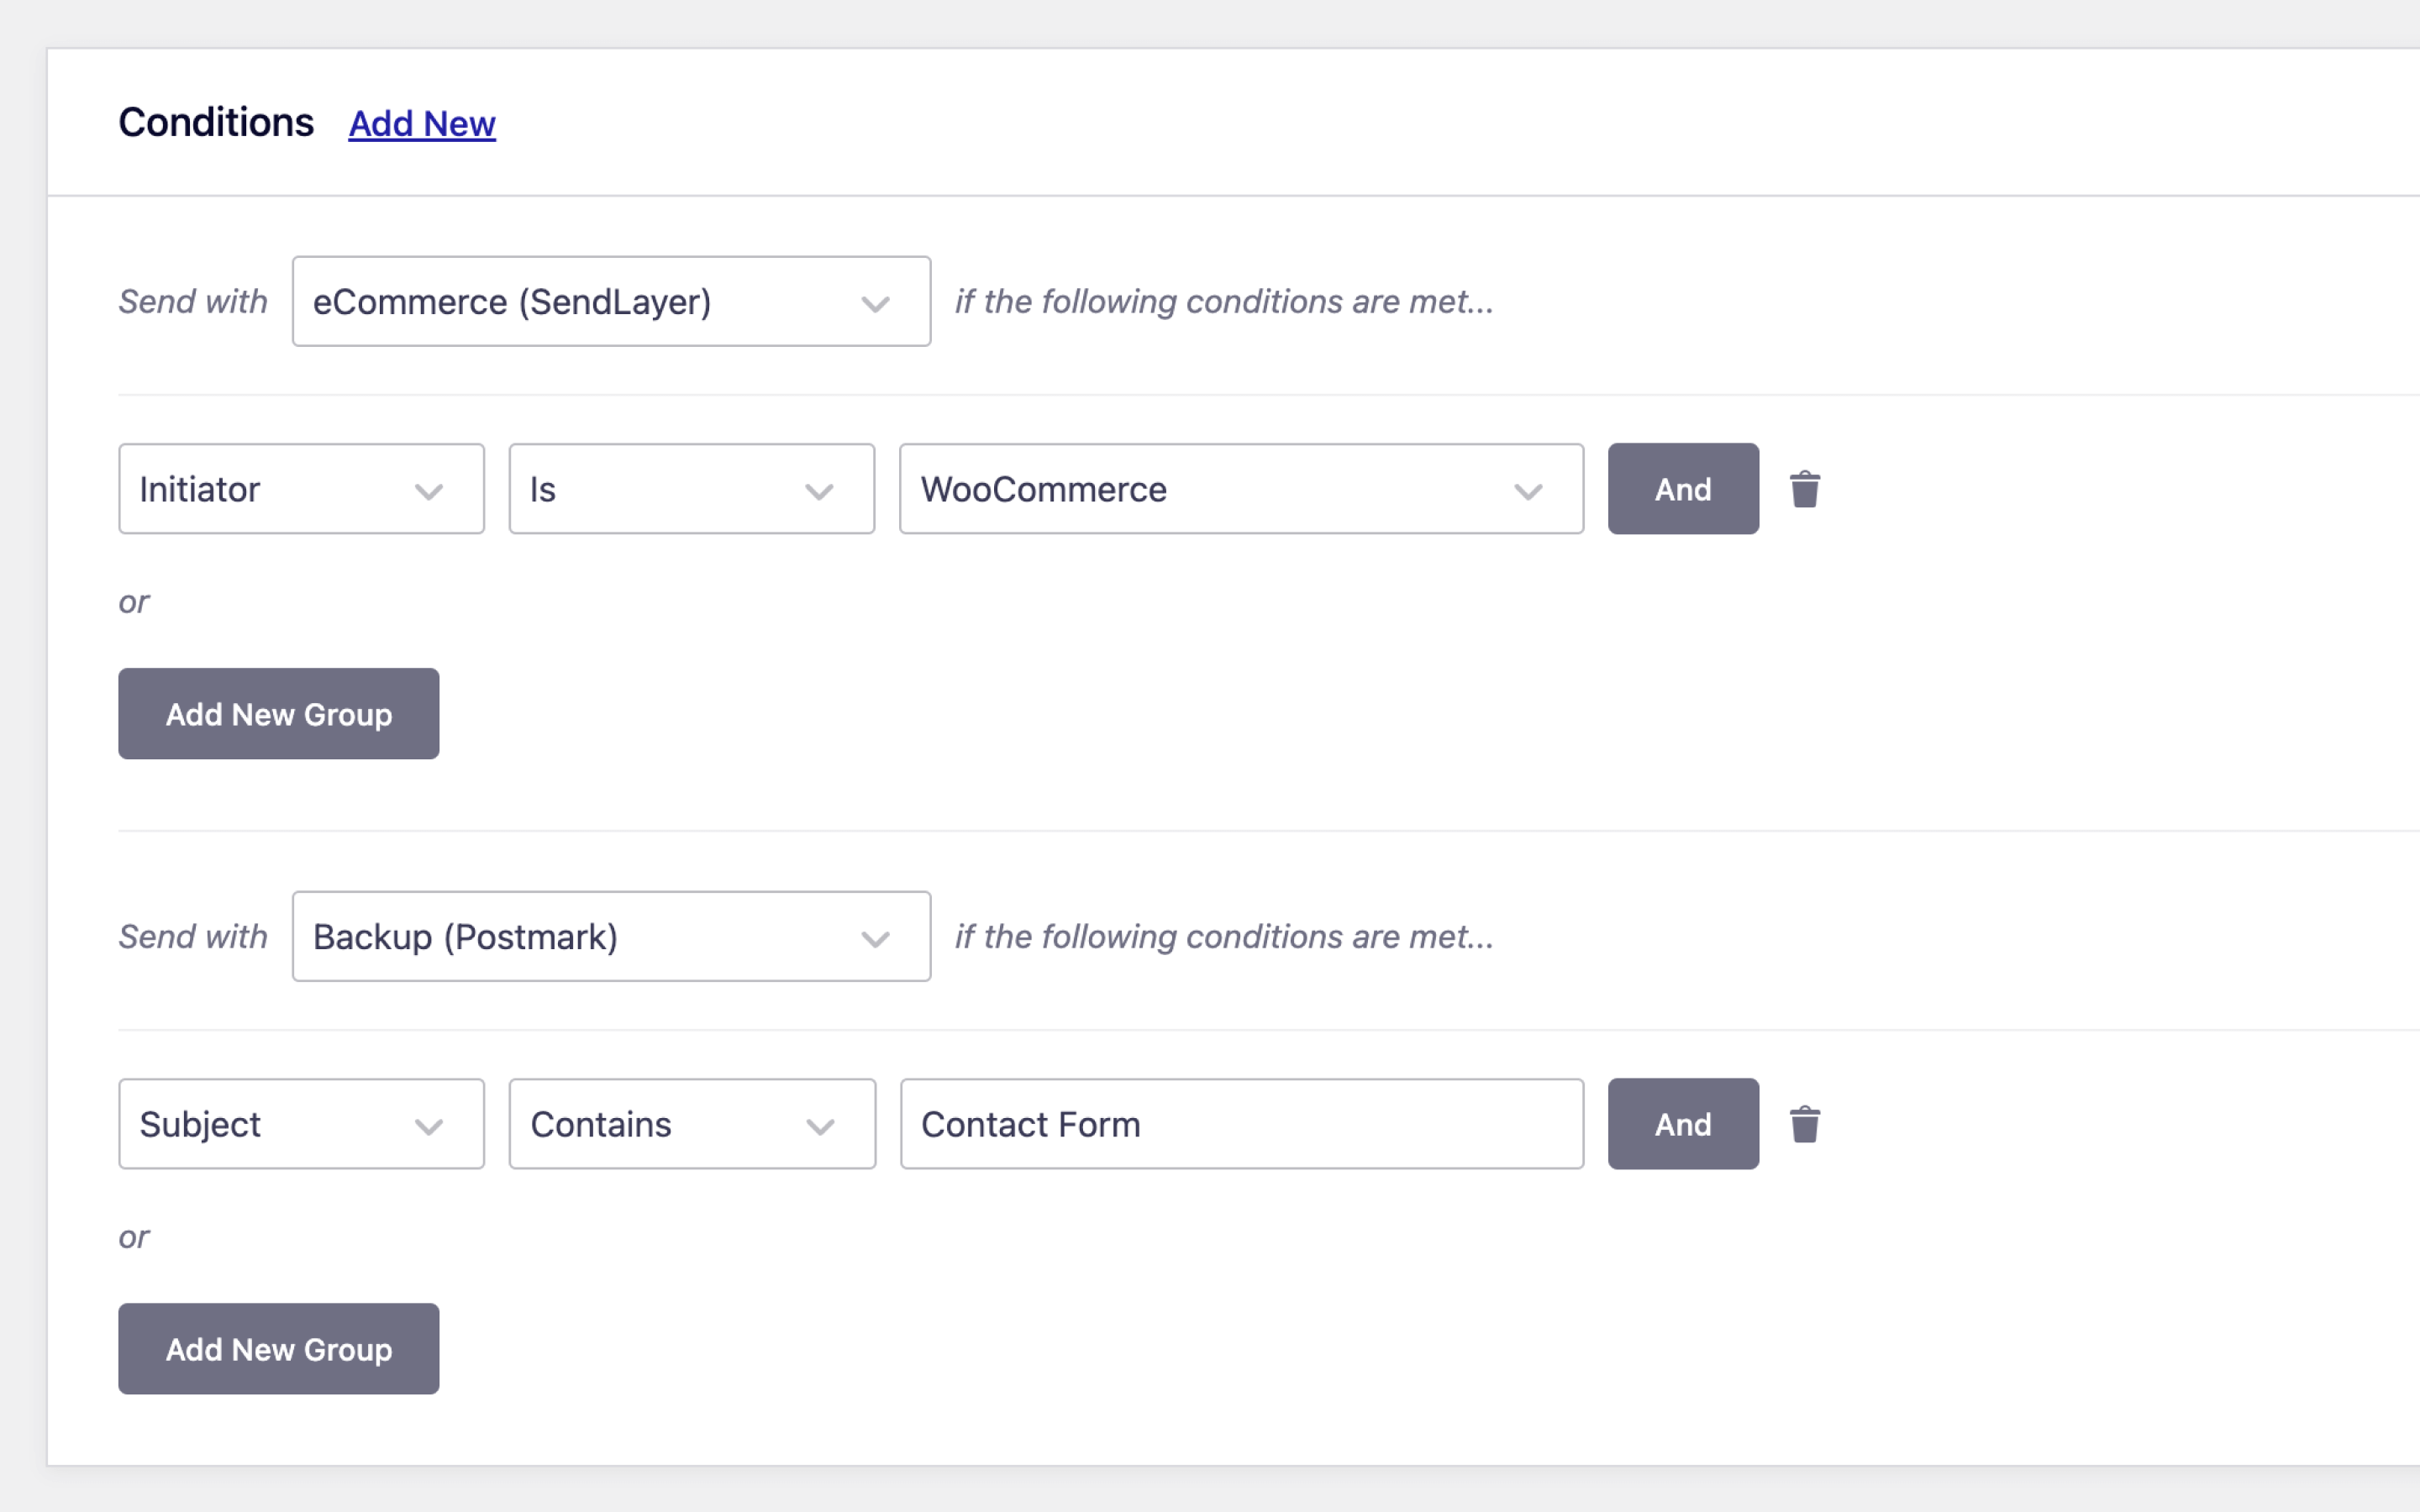 Conditions Add New
Send with eCommerce (SendLayer) if the following conditions are met...
Initiator Is WooCommerce And
or
Add New Group
Send with Backup (Postmark) if the following conditions are met...
Subject Contains Contact Form And
or
Add New Group